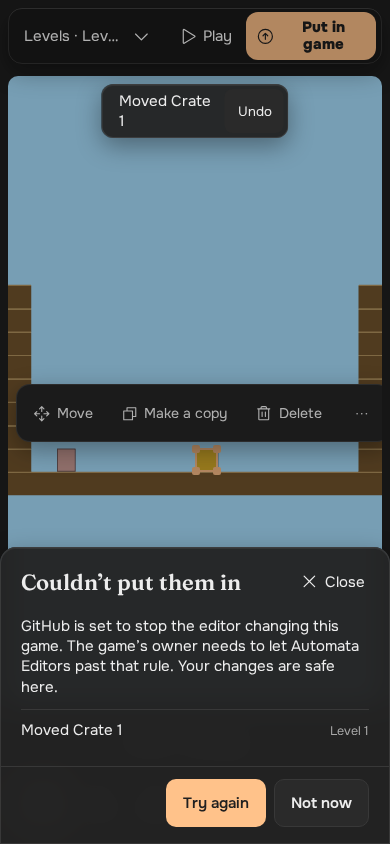 Levels · Lev...
Play
Put in
game
Moved Crate
1
Undo
Move
Make a copy
Delete
Couldn’t put them in
Close
GitHub is set to stop the editor changing this
game. The game’s owner needs to let Automata
Editors past that rule. Your changes are safe
here.
Moved Crate 1
Level 1
Try again
Not now